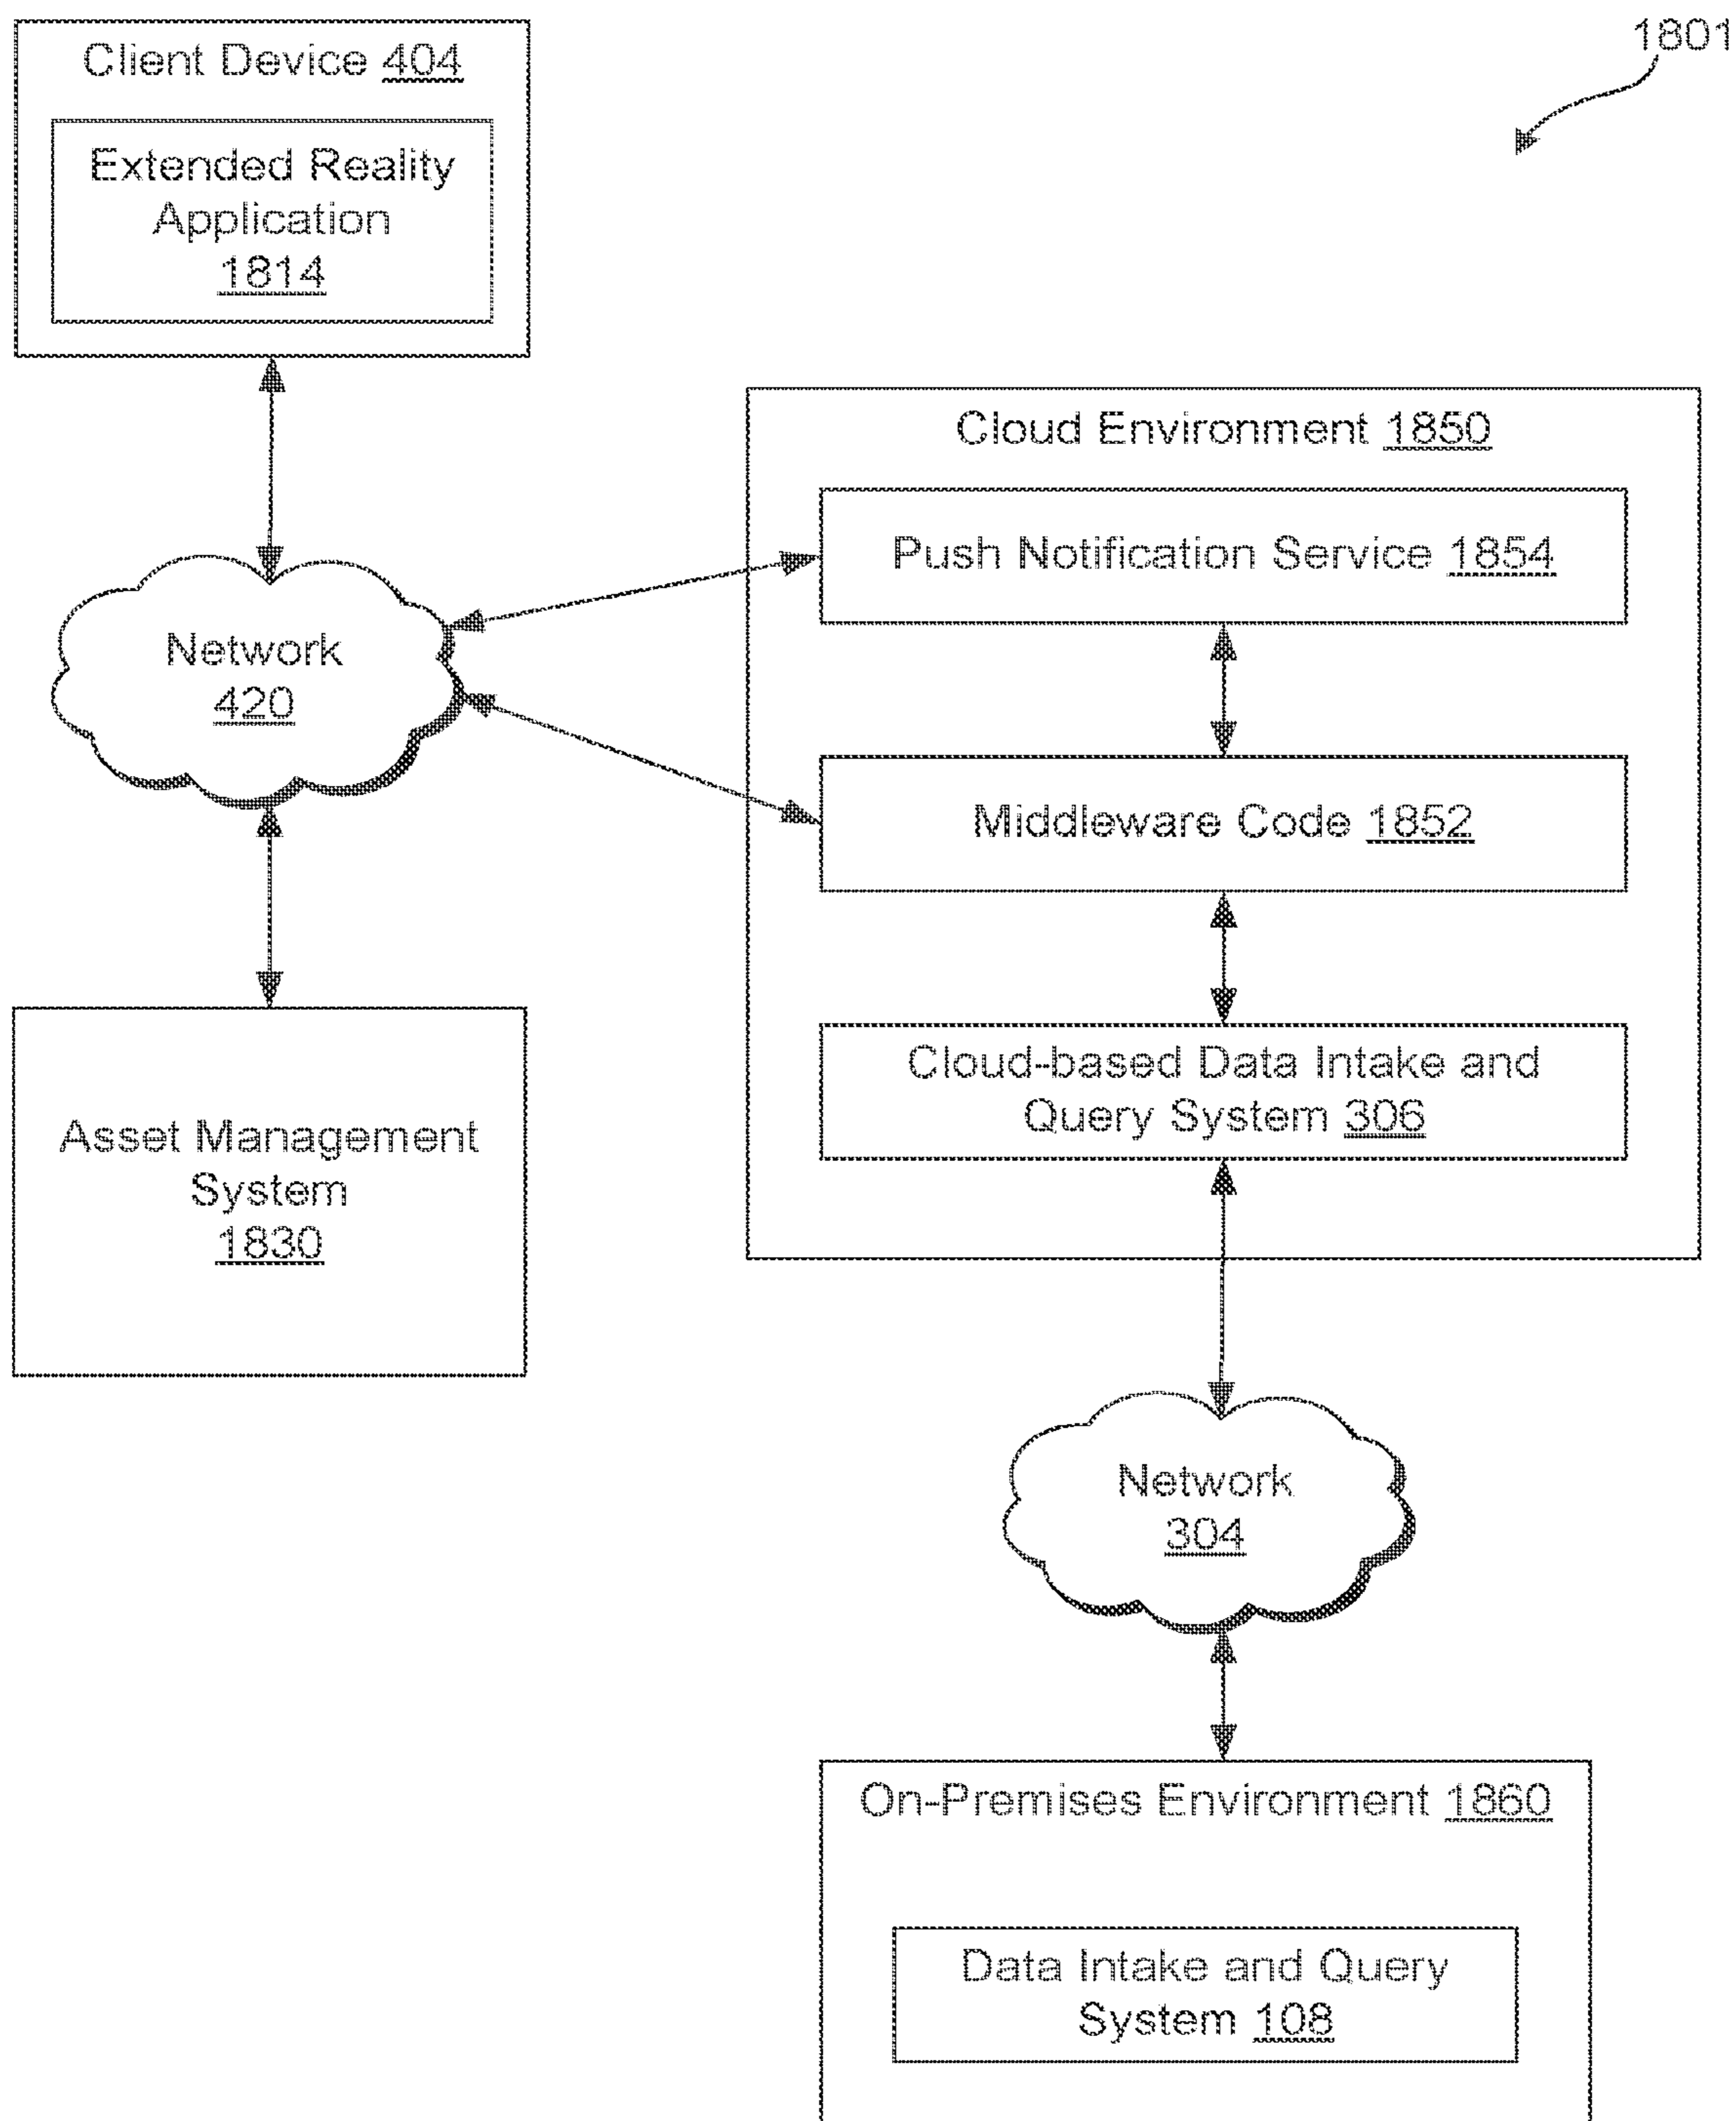 1801
Client Device 404
Extended Reality
Application
1814
Cloud Environment 1850
Push Notification Service 1854
Network
420
Middleware Code 1852
Cloud-based Data Intake and
Query System 306
Asset Management
System
1830
Network
304
On-Premises Environment 1860
Data Intake and Query
System 108